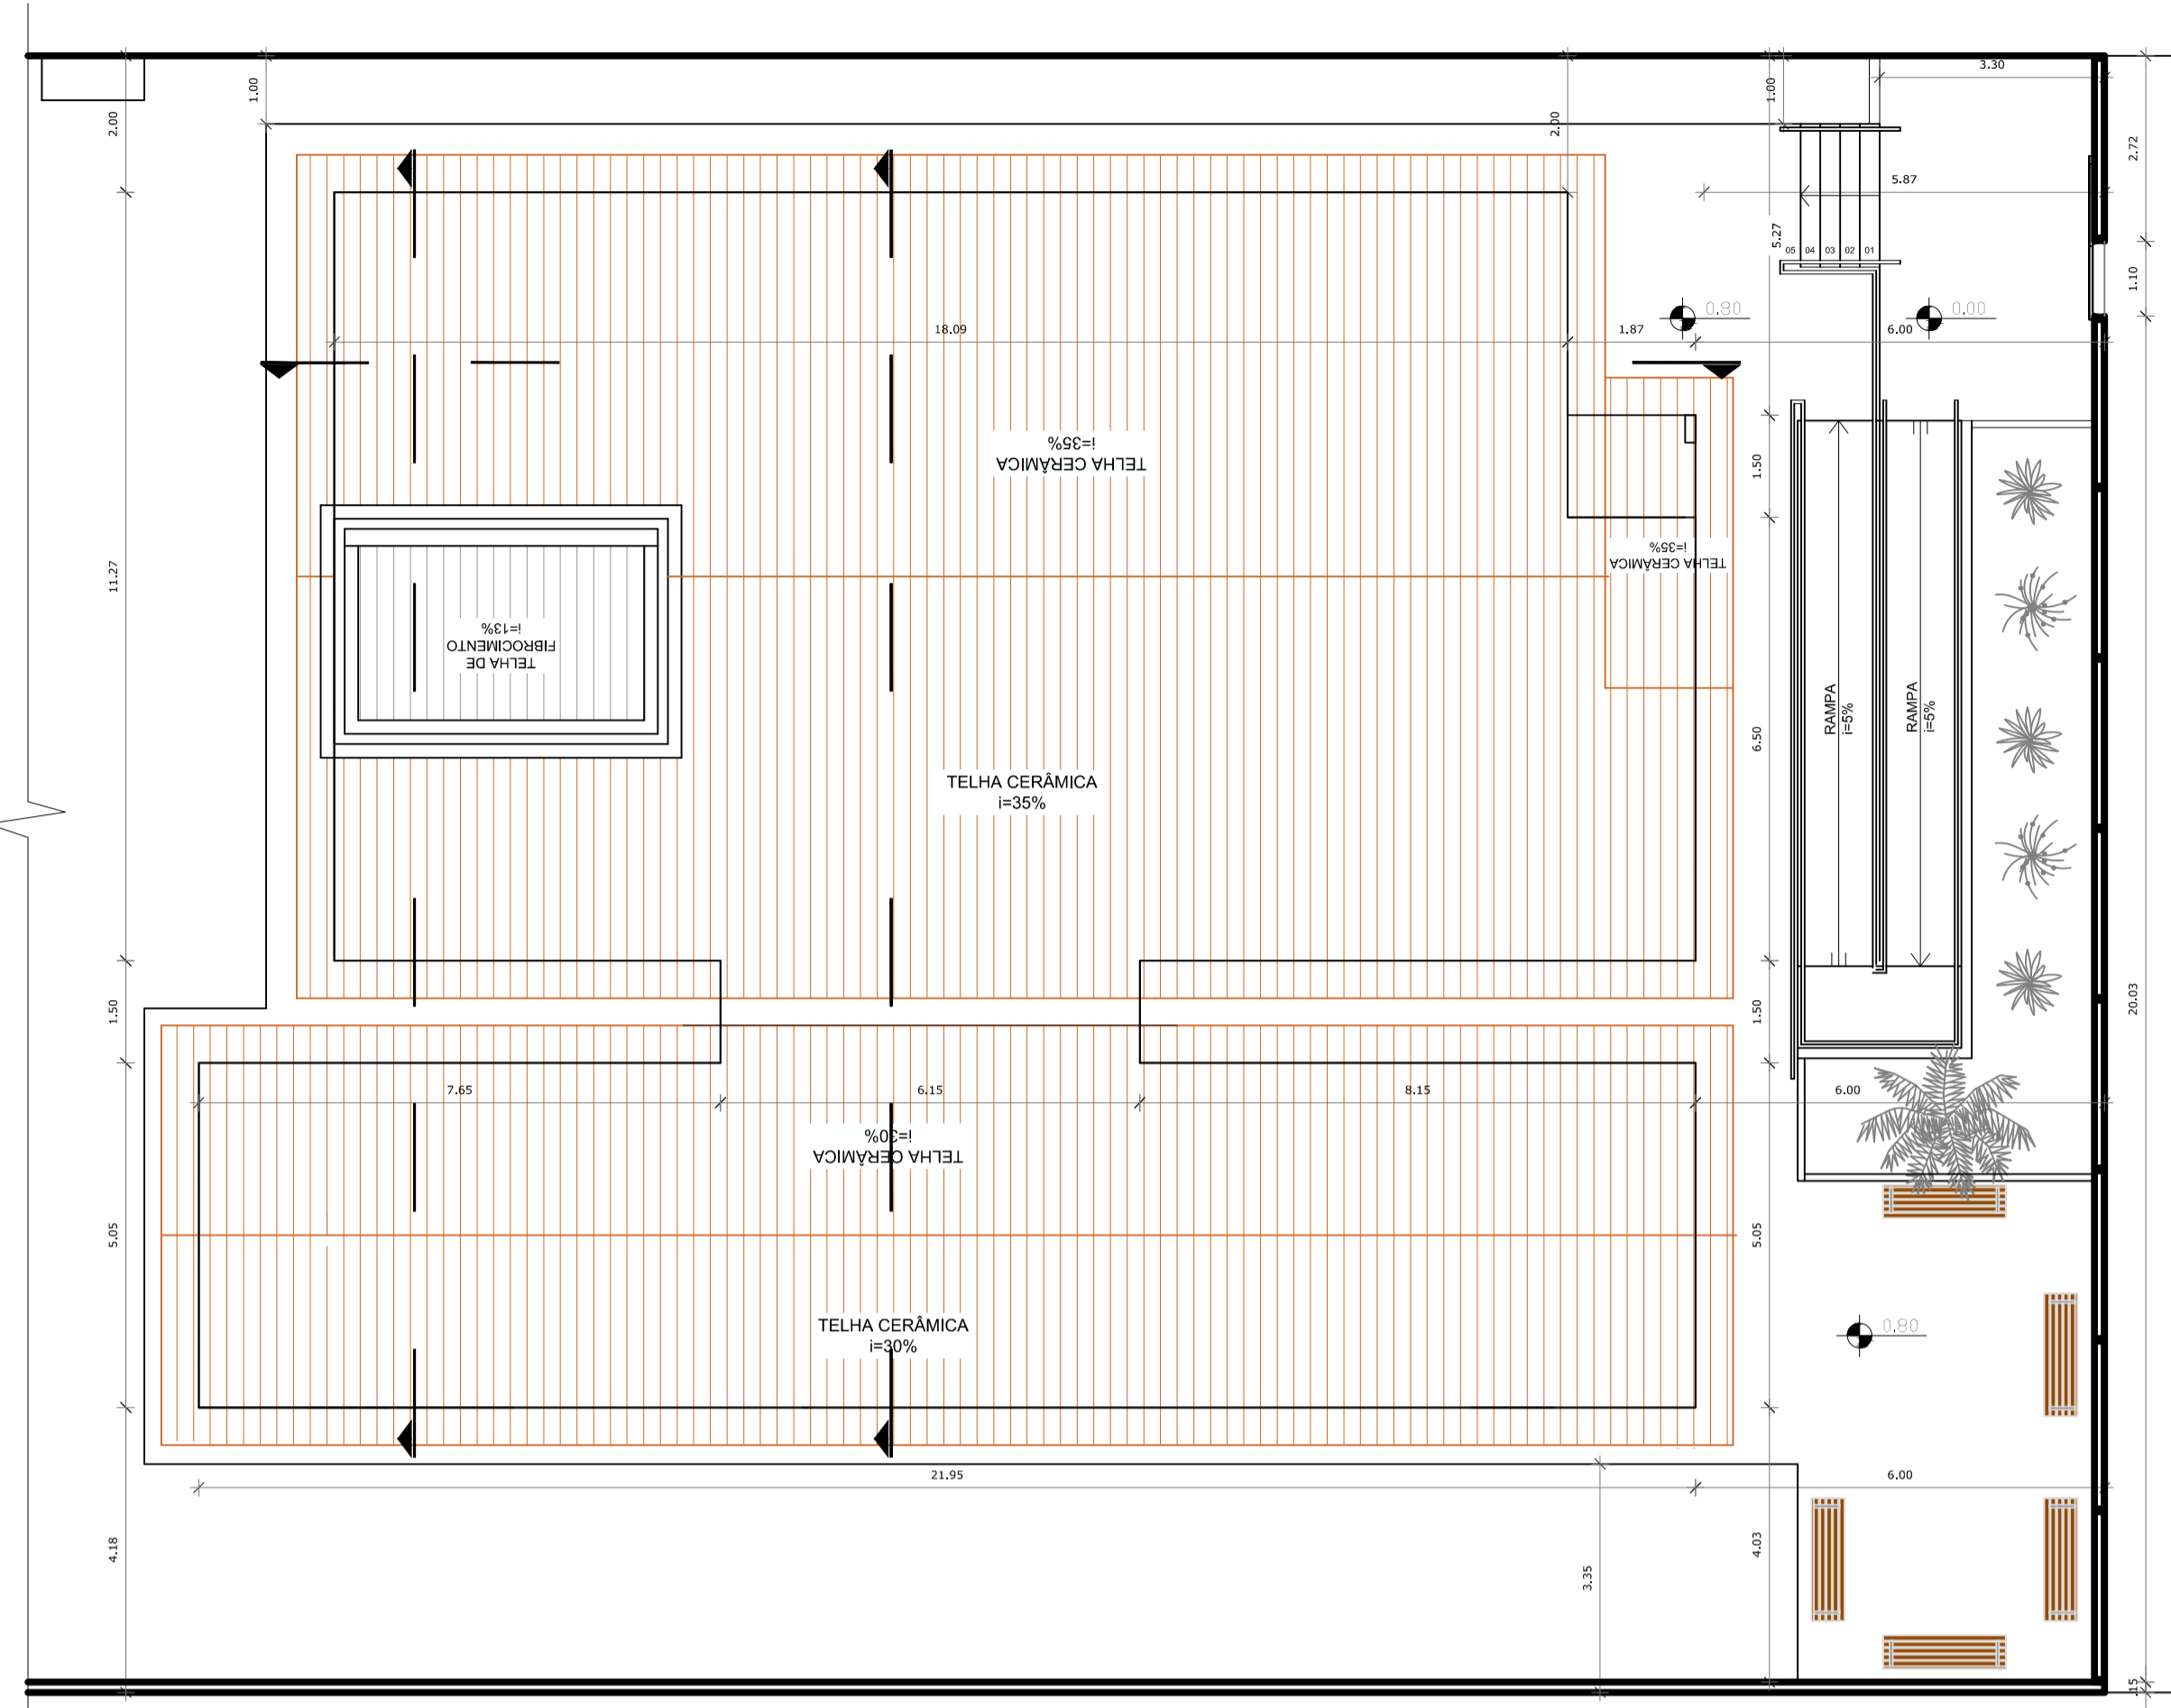 3.30
1.00
1.00
2.00
2.00
2.72
5.87
5.27
05 04 03 02 01
1.10
0.80
0.00
18.09
1.87
6.00
i=35%
TELHA CERÂMICA
1.50
i=35%
TELHA CERÂMICA
11.27
i=13%
FIBROCIMENTO
TELHA DE
RAMPA
i=5%
RAMPA
i=5%
6.50
TELHA CERÂMICA
i=35%
1.50
1.50
20.03
7.65
6.15
8.15
6.00
i=30%
TELHA CERÂMICA
5.05
5.05
TELHA CERÂMICA
i=30%
0.80
21.95
6.00
4.18
4.03
3.35
.15